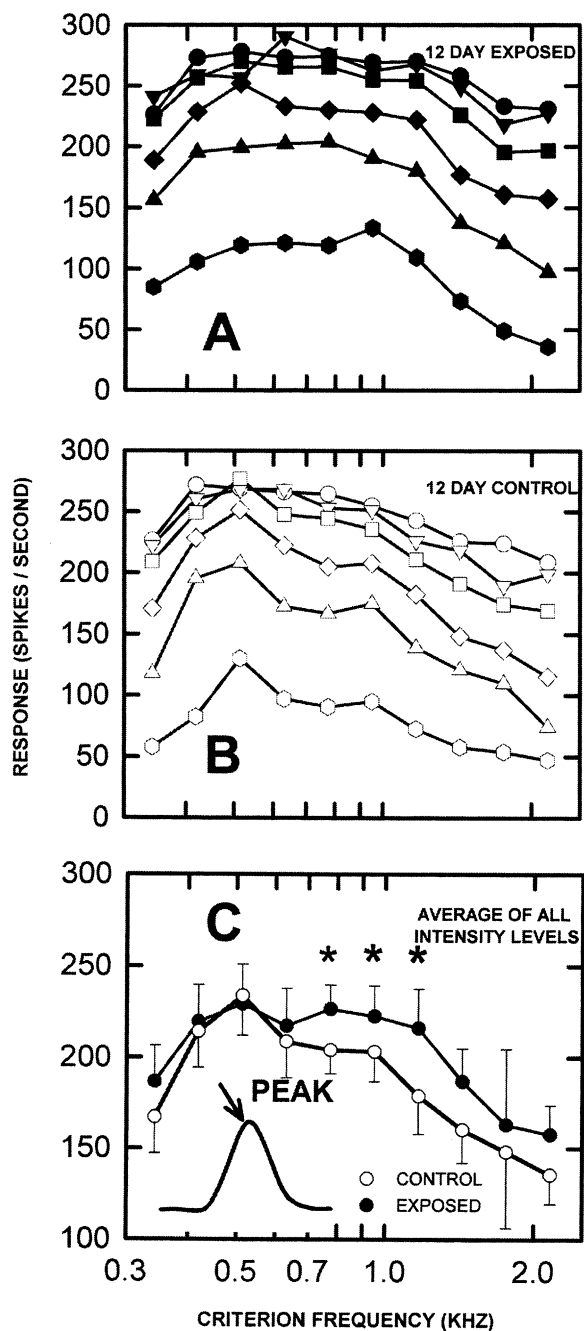 300
12 DAY EXPOSED
250
200
150
100
A
50
0
300
12 DAY CONTROL
250
200
150
100
B
50
0
RESPONSE (SPIKES / SECOND)
300
C
AVERAGE OF ALL
INTENSITY LEVELS
* * *
250
200
PEAK
150
CONTROL
EXPOSED
100
0.3 0.5 0.7 1.0 2.0
CRITERION FREQUENCY (KHZ)